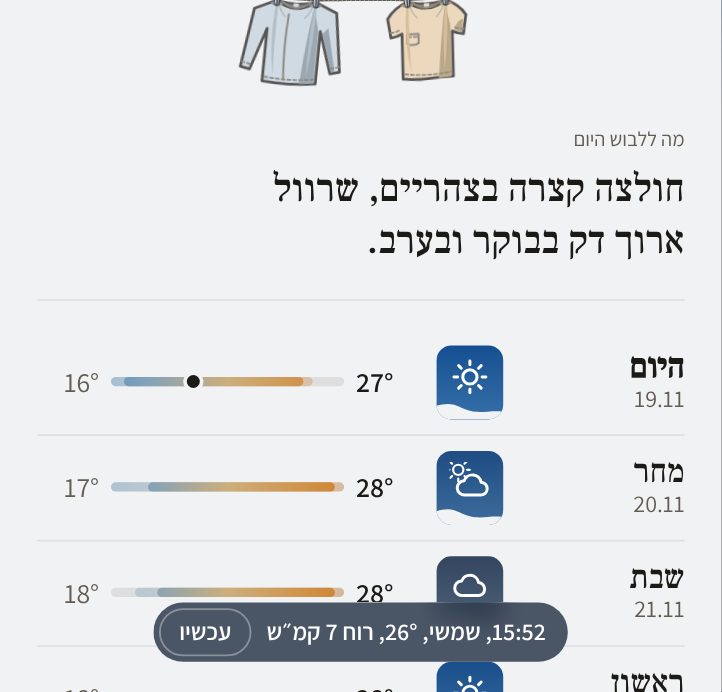 מה ללבוש היום
חולצה קצרה בצהריים, שרוול
ארוך דק בבוקר ובערב.
היום
19.11
27°
16°
מחר
20.11
28°
17°
שבת
21.11
28°
18°
15:52, שמשי, 26°, רוח 7 קמ״ש
עכשיו
ראשון